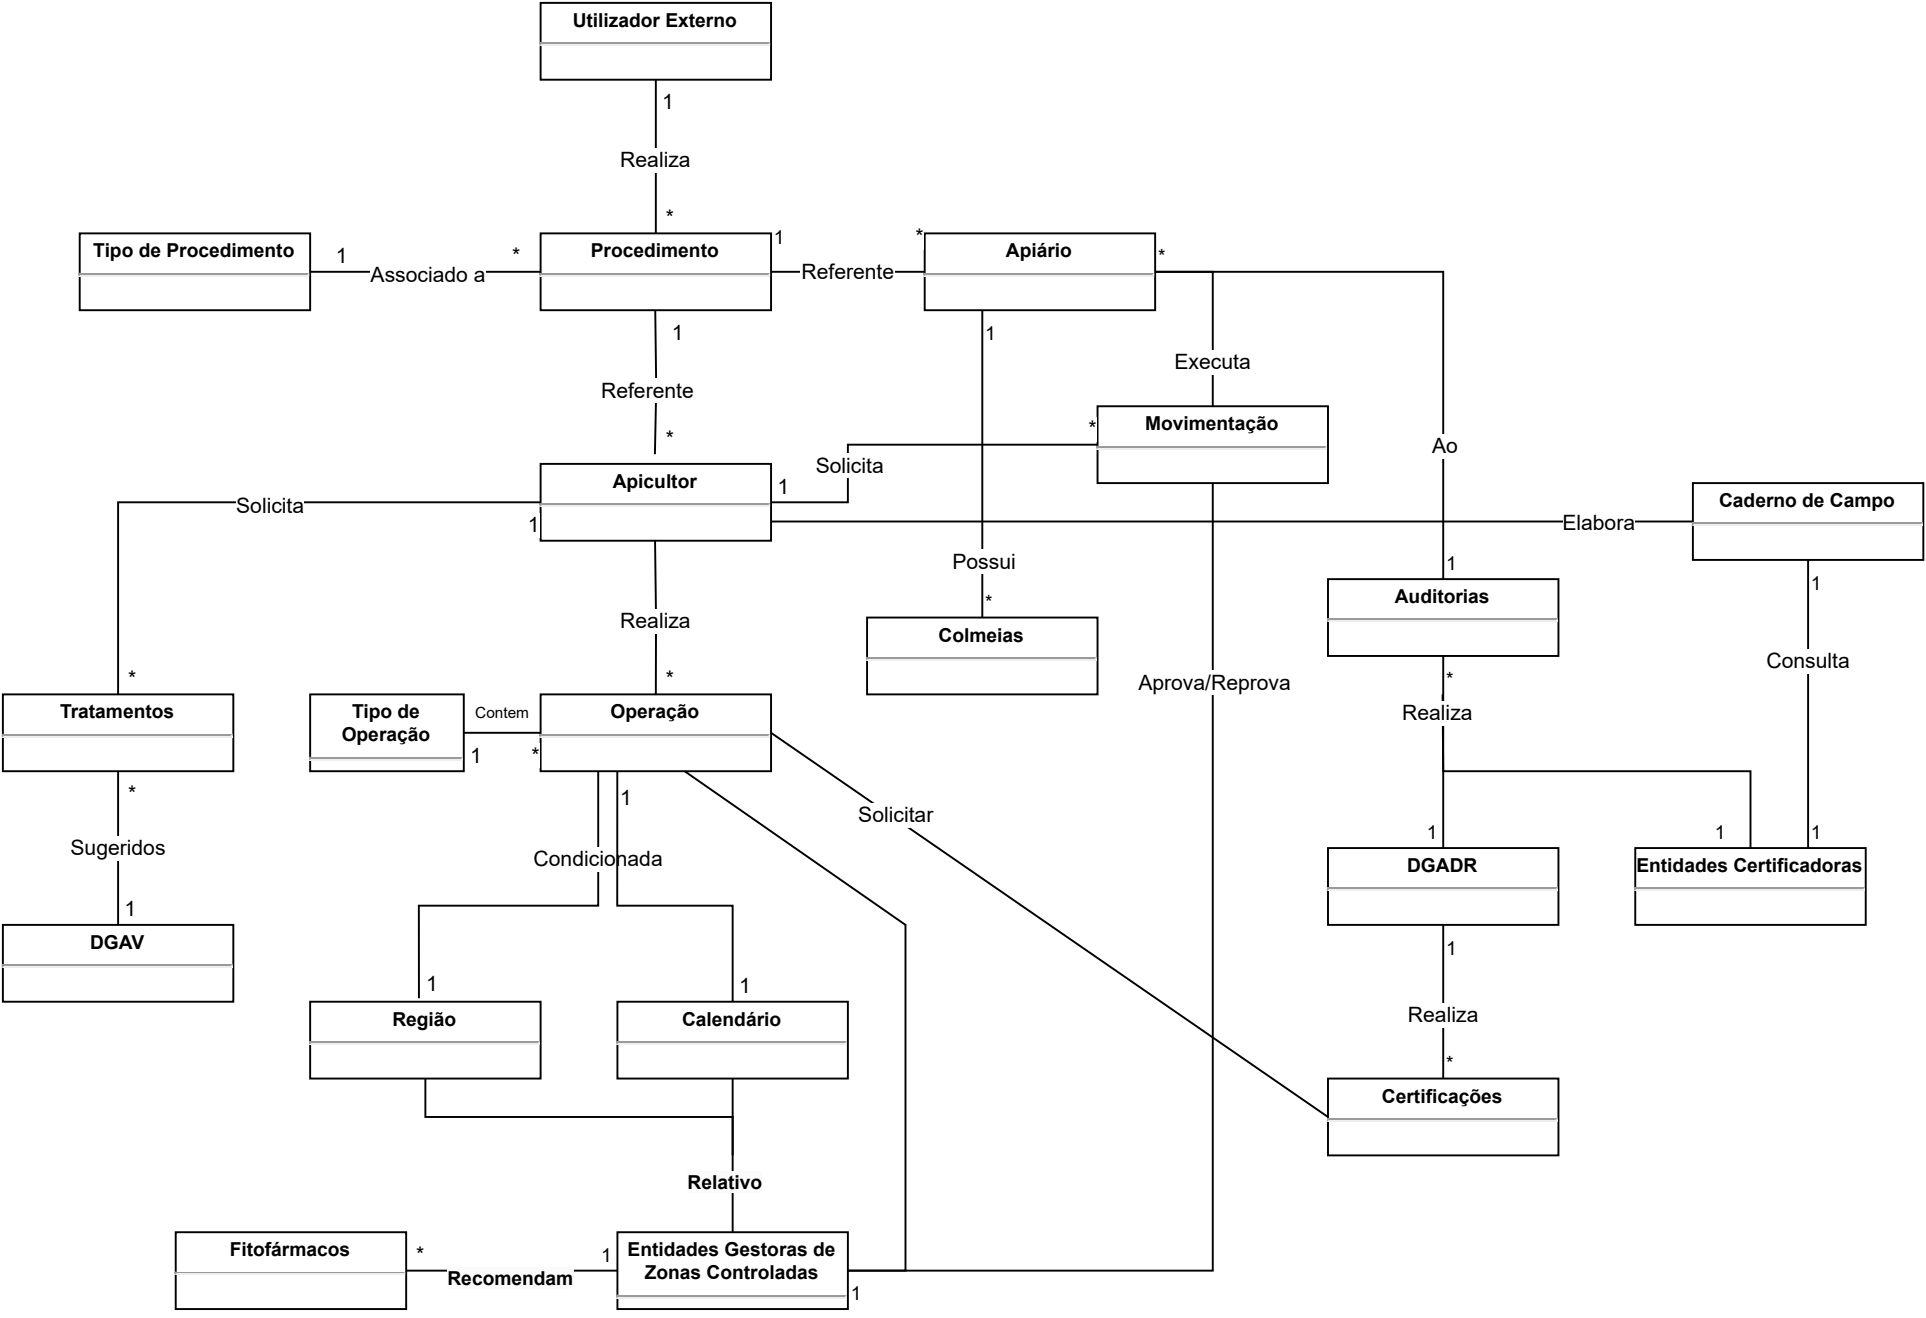 Utilizador Externo
1
Realiza
*
Tipo de Procedimento
1
Associado a
*
Procedimento
1
Referente
*
Apiário
*
1
Referente
*
1
Executa
Movimentação
*
Ao
Solicita
Apicultor
1
Solicita
1
Elabora
Caderno de Campo
Possui
*
Colmeias
1
Auditorias
1
Consulta
Realiza
*
*
Aprova/Reprova
*
Realiza
Tratamentos
Tipo de
Operação
Contem
1
*
Operação
*
Sugeridos
1
DGAV
1
Condicionada
Solicitar
1
DGADR
1
1
Entidades Certificadoras
1
Região
1
Calendário
1
Realiza
*
Certificações
Relativo
Fitofármacos
*
Recomendam
1
Entidades Gestoras de
Zonas Controladas
1